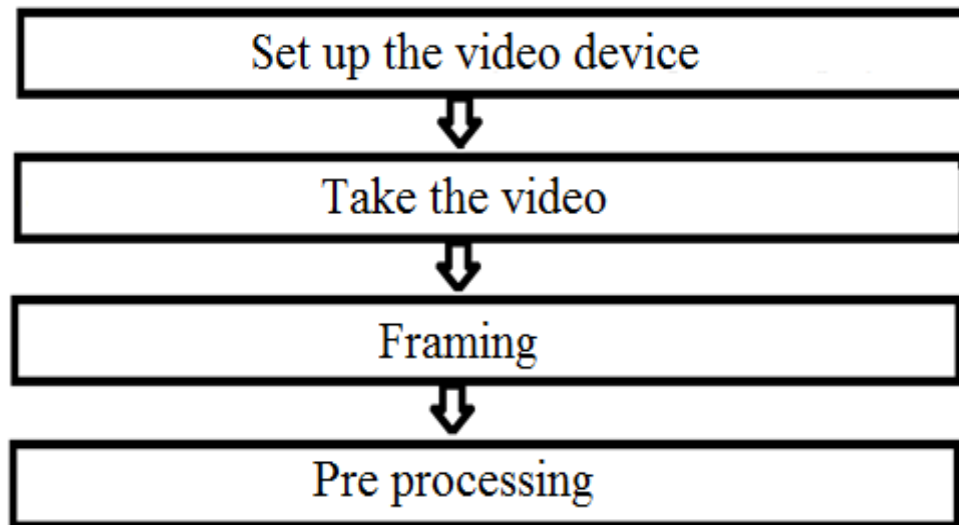 Set up the video device
Take the video
Framing
Pre processing